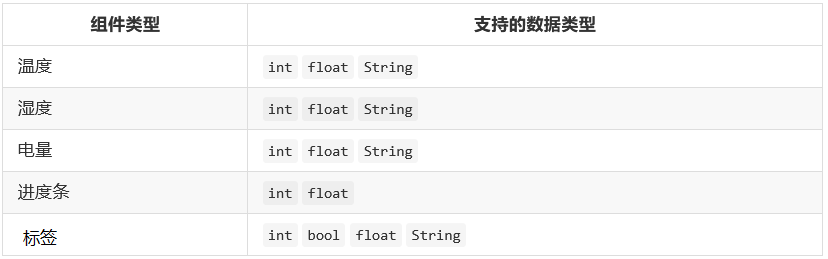 组件类型 支持的数据类型
温度 int float String
湿度 int float String
电量 int float String
进度条 int float
标签 int bool float String